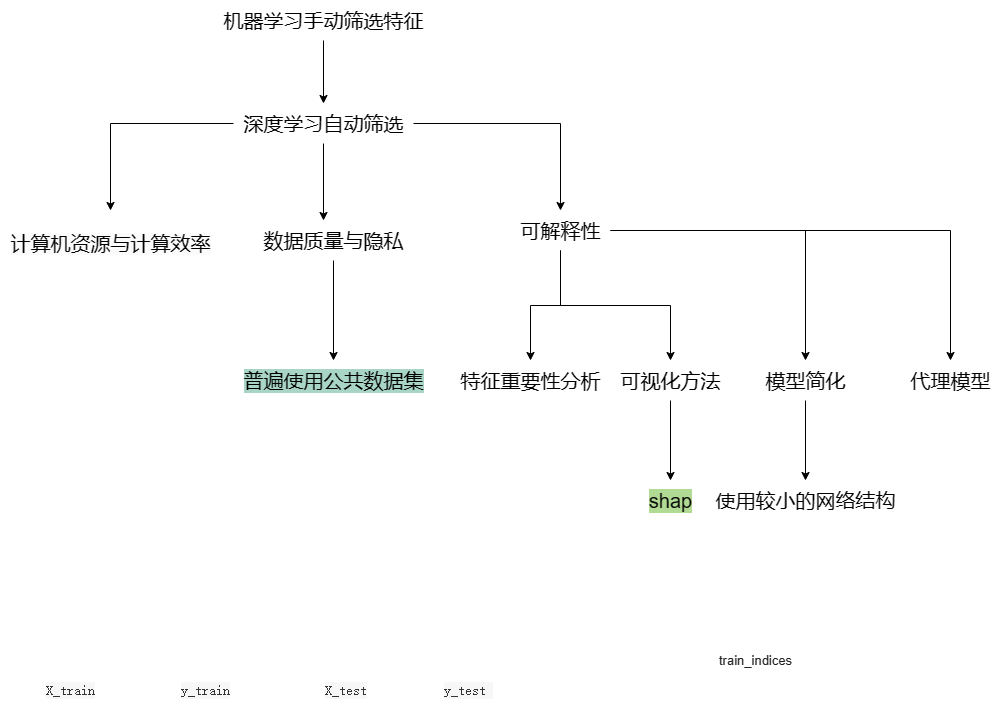 机器学习手动筛选特征
深度学习自动筛选
计算机资源与计算效率
数据质量与隐私
可解释性
普遍使用公共数据集
特征重要性分析
可视化方法
模型简化
代理模型
shap
使用较小的网络结构
train_indices
X_train
y_train
X_test
y_test